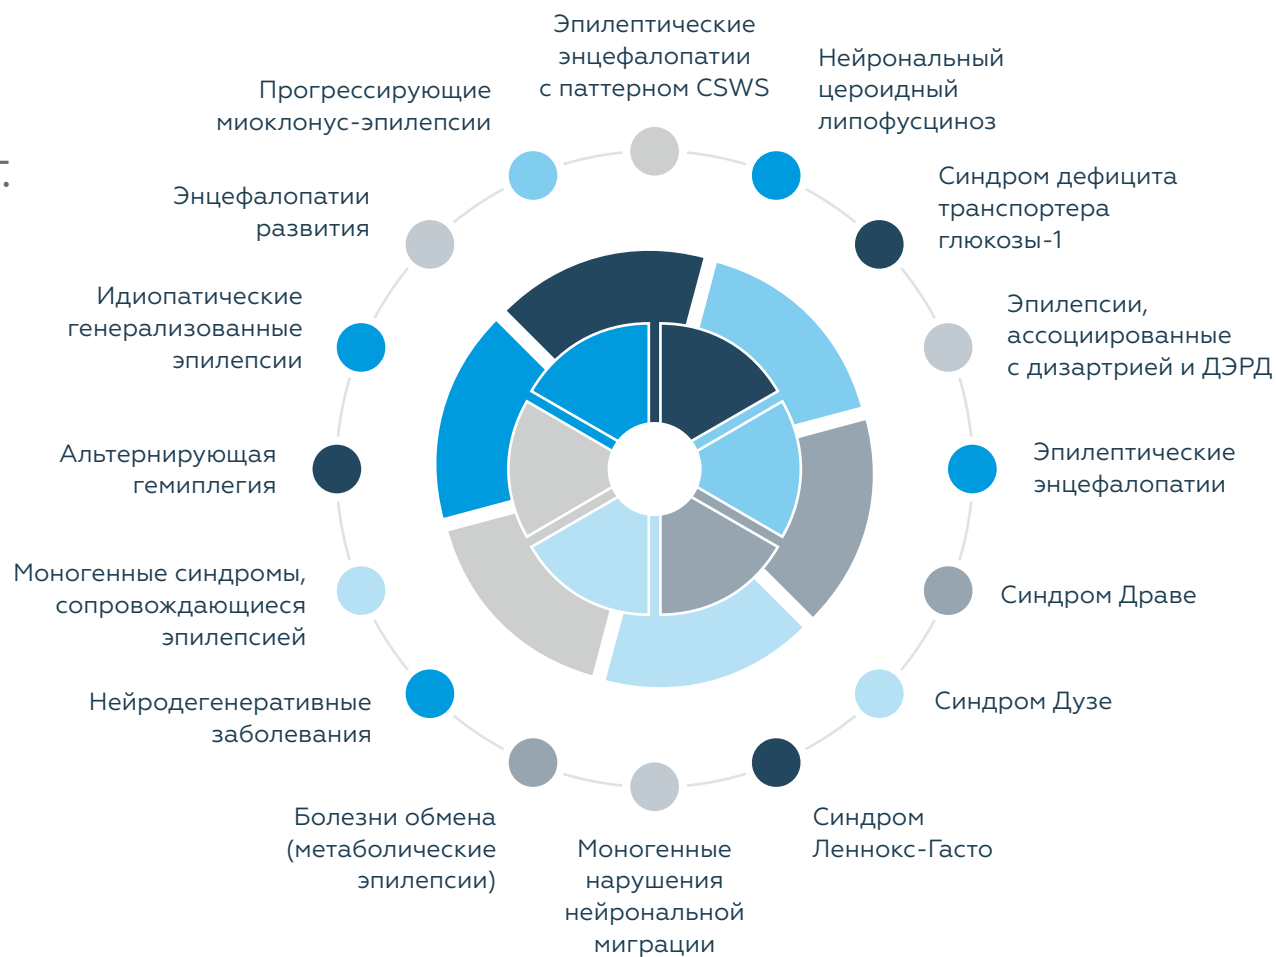 Эпилептические
энцефалопатии
с паттерном CSWS
Нейрональный
цероидный
липофусциноз
Синдром дефицита
транспортера
глюкозы-1
Эпилепсии,
ассоциированные
с дизартрией и ДЭРД
Эпилептические
энцефалопатии
Синдром Драве
Синдром Дузе
Синдром
Леннокс-Гасто
Моногенные
нарушения
нейрональной
миграции
Болезни обмена
(метаболические
эпилепсии)
Нейродегенеративные
заболевания
Моногенные синдромы,
сопровождающиеся
эпилепсией
Альтернирующая
гемиплегия
Идиопатические
генерализованные
эпилепсии
Энцефалопатии
развития
Прогрессирующие
миоклонус-эпилепсии